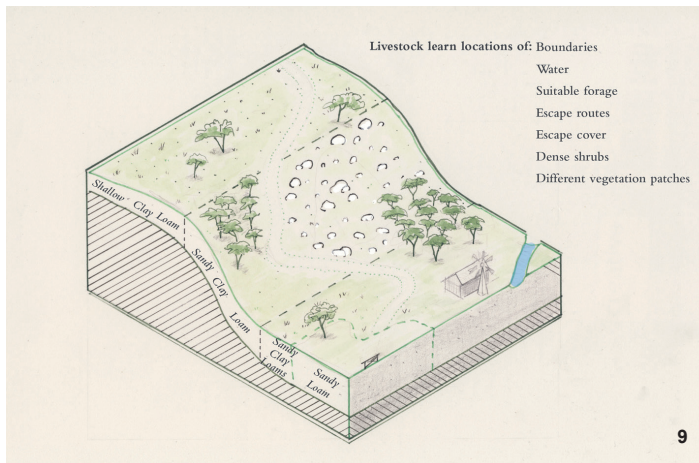 Livestock learn locations of: Boundaries
Water
Suitable forage
Escape routes
Escape cover
Dense shrubs
Different vegetation patches
Shallow Clay Loam
Sandy Clay Loam
Sandy
Clay
Loams
Sandy
Loam
9